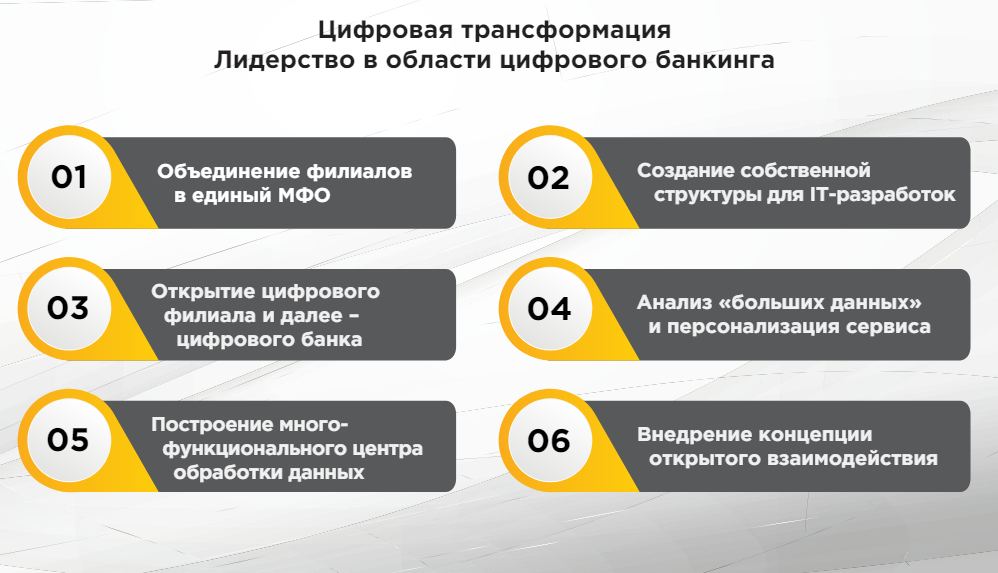 Цифровая трансформация
Лидерство в области цифрового банкинга
01
Объединение филиалов
в единый МФО
02
Создание собственной
структуры для IT-разработок
03
Открытие цифрового
филиала и далее –
цифрового банка
04
Анализ «больших данных»
и персонализация сервиса
05
Построение много-
функционального центра
обработки данных
06
Внедрение концепции
открытого взаимодействия